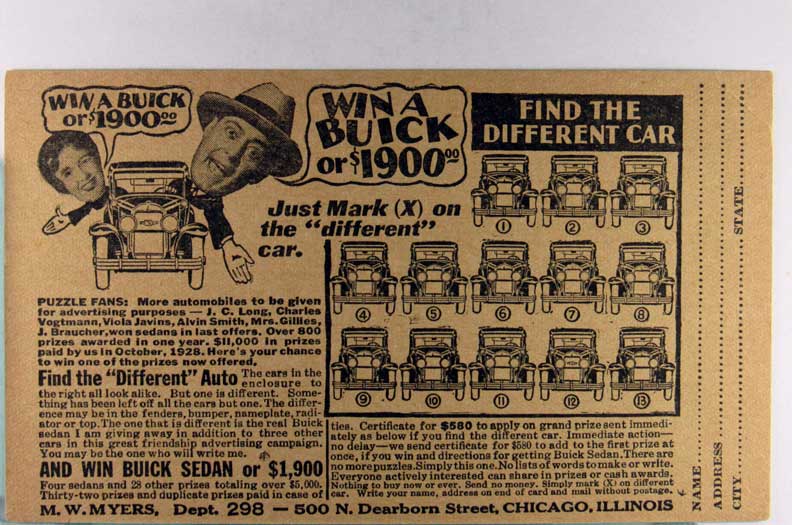 WIN A BUICK
or $1900.00
WIN A
BUICK
or $1900.00
FIND THE
DIFFERENT CAR
Just Mark (X) on
the "different"
car.
1 2 3
4 5 6 7 8
9 10 11 12 13
PUZZLE FANS: More automobiles to be given
for advertising purposes — J. C. Long, Charles
Vogtmann, Viola Javins, Alvin Smith, Mrs. Gillies,
J. Braucher, won sedans in last offers. Over 800
prizes awarded in one year. $11,000 in prizes
paid by us in October, 1928. Here's your chance
to win one of the prizes now offered.
Find the "Different" Auto The cars in the
enclosure to
the right all look alike. But one is different. Some-
thing has been left off all the cars but one. The differ-
ence may be in the fenders, bumper, nameplate, radi-
ator or top. The one that is different is the real Buick
sedan I am giving away in addition to three other
cars in this great friendship advertising campaign.
You may be the one who will write me.
AND WIN BUICK SEDAN or $1,900
Four sedans and 28 other prizes totaling over $5,000.
Thirty-two prizes and duplicate prizes paid in case of
ties. Certificate for $580 to apply on grand prize sent immedi-
ately as below if you find the different car. Immediate action—
no delay—we send certificate for $580 to add to the first prize at
once, if you win and directions for getting Buick Sedan. There are
no more puzzles. Simply this one. No lists of words to make or write.
Everyone actively interested can share in prizes or cash awards.
Nothing to buy now or ever. Send no money. Simply mark (X) on different
car. Write your name, address on end of card and mail without postage.
M. W. MYERS, Dept. 298 — 500 N. Dearborn Street, CHICAGO, ILLINOIS
NAME
ADDRESS
CITY STATE